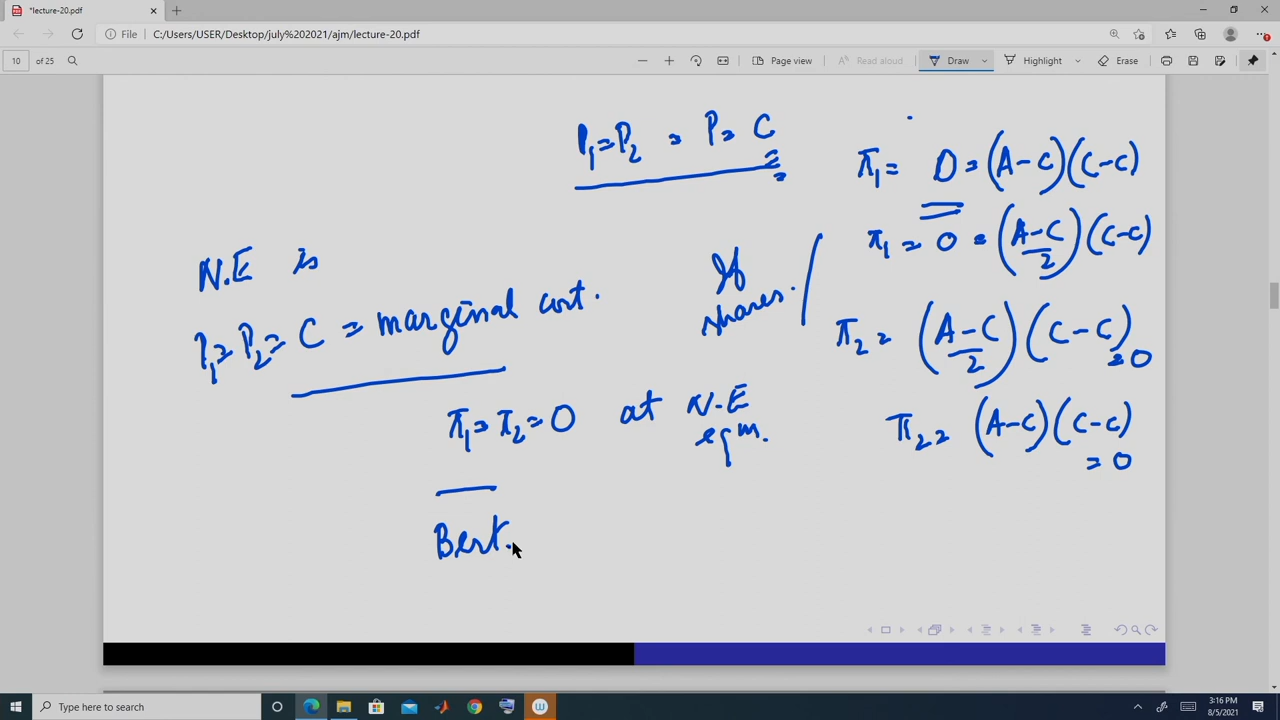 *lecture-20.pdf
File C:/Users/USER/Desktop/july%202021/ajm/lecture-20.pdf
10 of 25
Page view
Read aloud
Draw
Highlight
Erase
P₁=P₂ = P= C
π₁= 0 = (A-C)(C-C)
π₁ = 0 = (A-C/2)(C-C)
N.E is
P₁=P₂= C = marginal cost.
If shares.
π₂= (A-C/2)(C-C) =0
π₁=π₂=0 at N-E eqm.
π₂= (A-C)(C-C) =0
Bert.
Type here to search
3:16 PM
8/5/2021